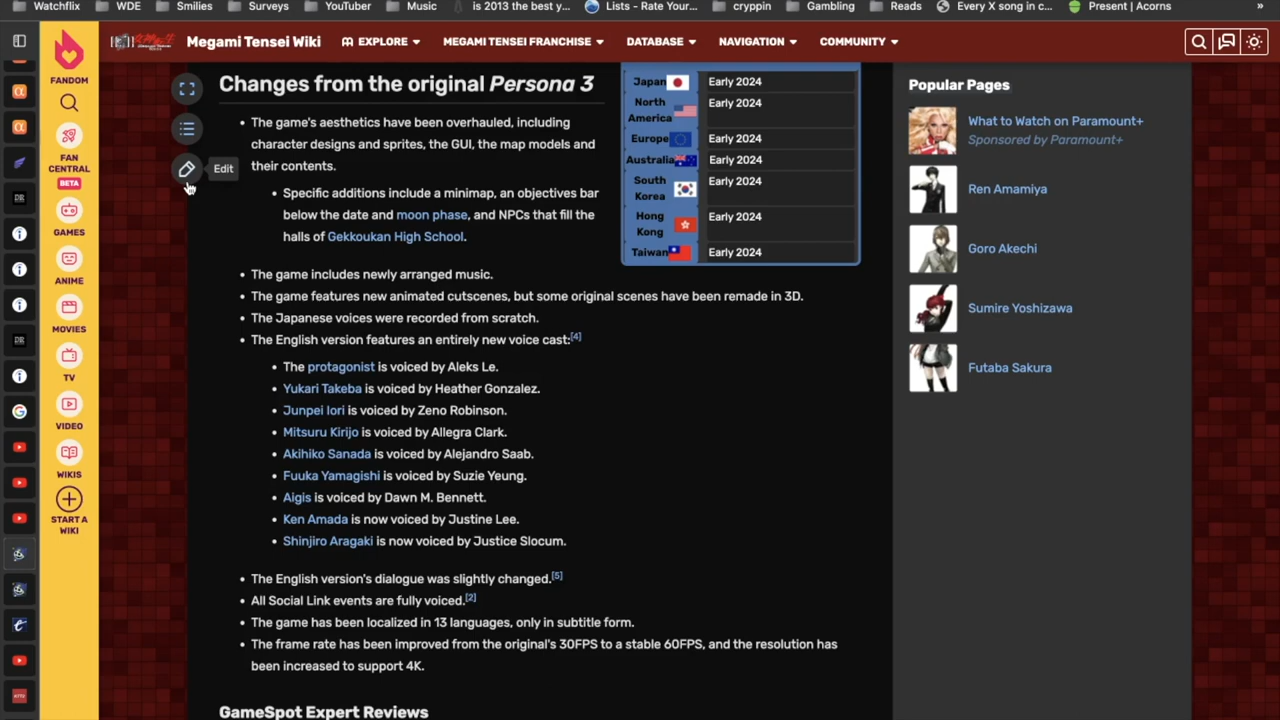 Watchflix
WDE
Smilies
Surveys
YouTuber
Music
is 2013 the best y...
Lists - Rate Your...
cryppin
Gambling
Reads
Every X song in c...
Present | Acorns
»
Megami Tensei Wiki
EXPLORE
MEGAMI TENSEI FRANCHISE
DATABASE
NAVIGATION
COMMUNITY
FANDOM
FAN
CENTRAL
BETA
GAMES
ANIME
MOVIES
TV
VIDEO
WIKIS
START A
WIKI
Edit
Changes from the original Persona 3
• The game's aesthetics have been overhauled, including
character designs and sprites, the GUI, the map models and
their contents.
• Specific additions include a minimap, an objectives bar
below the date and moon phase, and NPCs that fill the
halls of Gekkoukan High School.
• The game includes newly arranged music.
• The game features new animated cutscenes, but some original scenes have been remade in 3D.
• The Japanese voices were recorded from scratch.
• The English version features an entirely new voice cast:[4]
• The protagonist is voiced by Aleks Le.
• Yukari Takeba is voiced by Heather Gonzalez.
• Junpei Iori is voiced by Zeno Robinson.
• Mitsuru Kirijo is voiced by Allegra Clark.
• Akihiko Sanada is voiced by Alejandro Saab.
• Fuuka Yamagishi is voiced by Suzie Yeung.
• Aigis is voiced by Dawn M. Bennett.
• Ken Amada is now voiced by Justine Lee.
• Shinjiro Aragaki is now voiced by Justice Slocum.
• The English version's dialogue was slightly changed.[5]
• All Social Link events are fully voiced.[2]
• The game has been localized in 13 languages, only in subtitle form.
• The frame rate has been improved from the original's 30FPS to a stable 60FPS, and the resolution has
been increased to support 4K.
GameSpot Expert Reviews
Japan Early 2024
North
America Early 2024
Europe Early 2024
Australia Early 2024
South
Korea Early 2024
Hong
Kong Early 2024
Taiwan Early 2024
Popular Pages
What to Watch on Paramount+
Sponsored by Paramount+
Ren Amamiya
Goro Akechi
Sumire Yoshizawa
Futaba Sakura